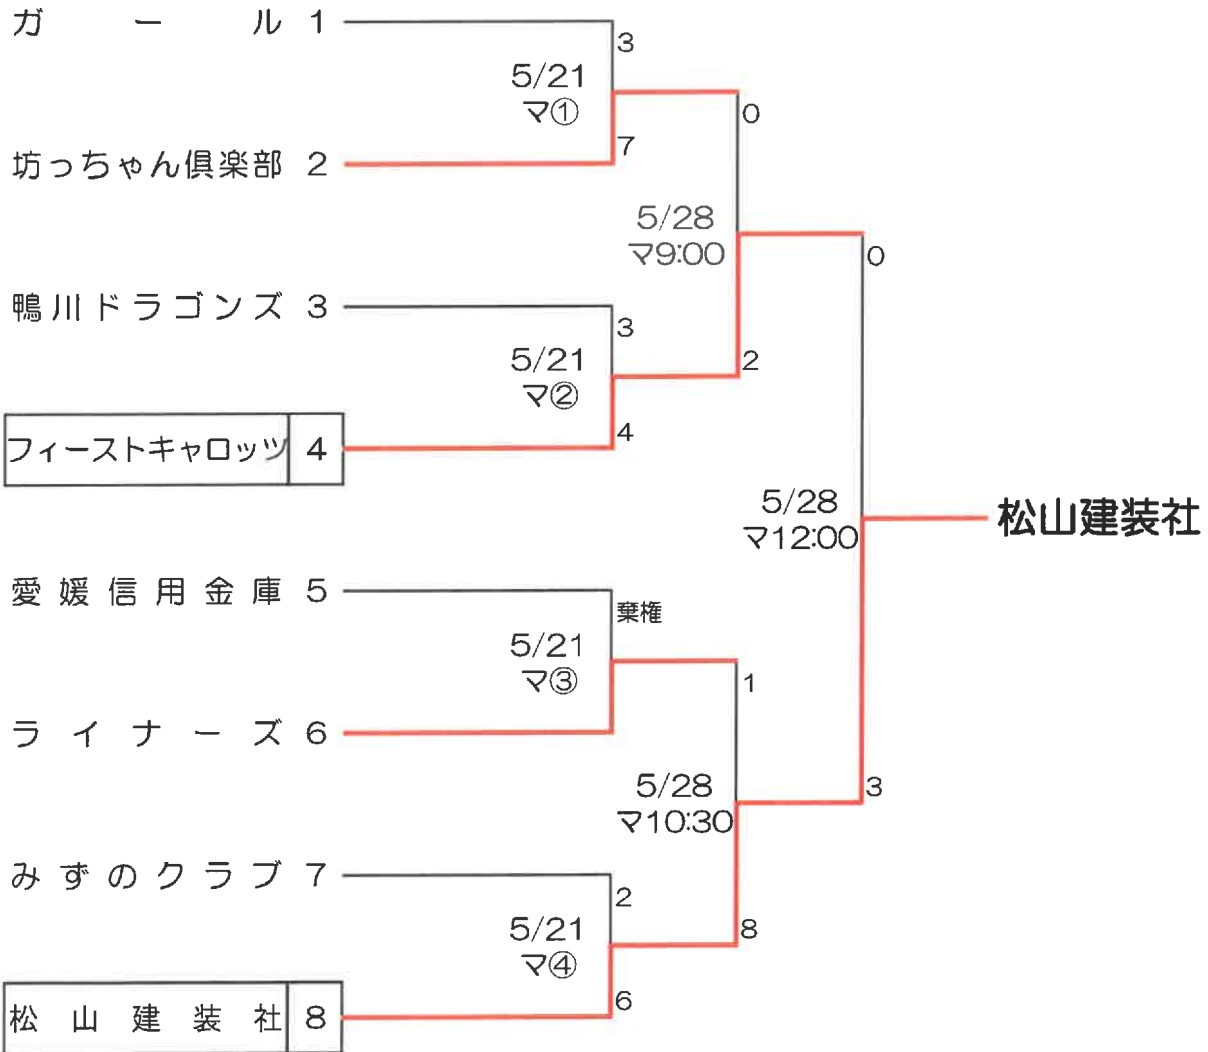 ガール 1
3
5/21
マ①
0
7
坊っちゃん倶楽部 2
5/28
マ9:00
0
鴨川ドラゴンズ 3
3
5/21
マ②
2
4
フィーストキャロッツ 4
5/28
マ12:00
松山建装社
愛媛信用金庫 5
棄権
5/21
マ③
1
ライナーズ 6
5/28
マ10:30
3
みずのクラブ 7
2
5/21
マ④
8
6
松山建装社 8